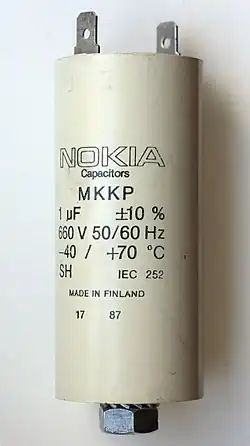 NOKIA
Capacitors
MKKP
1 µF ±10 %
660 V 50/60 Hz
-40 / +70 °C
SH IEC 252
MADE IN FINLAND
17 87